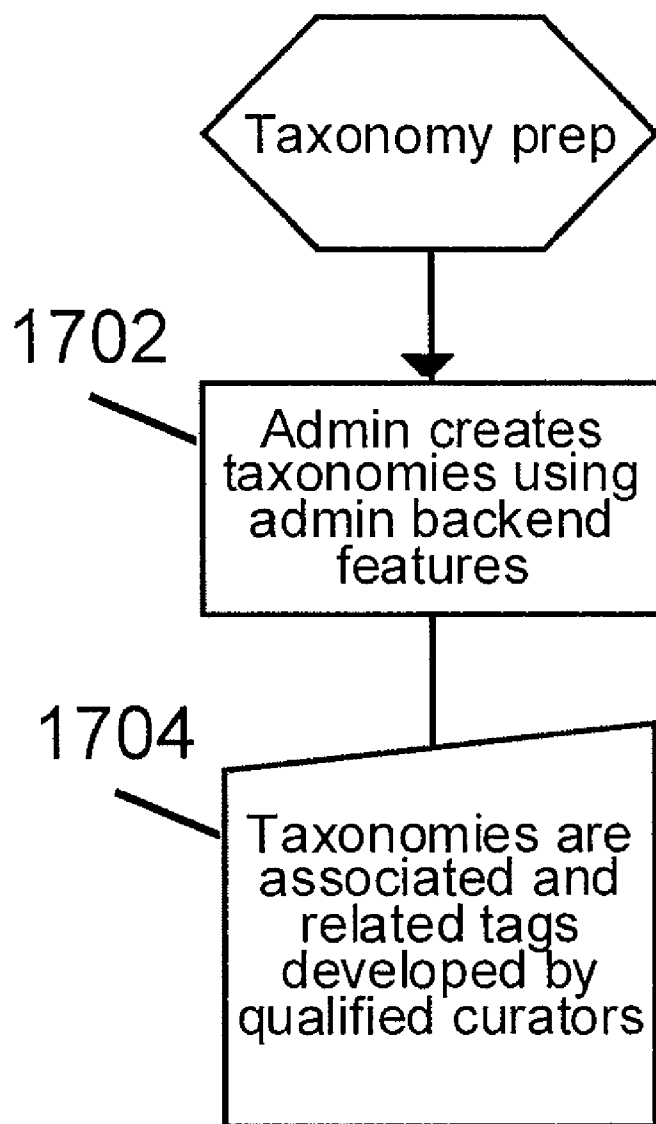 Taxonomy prep
1702
Admin creates
taxonomies using
admin backend
features
1704
Taxonomies are
associated and
related tags
developed by
qualified curators